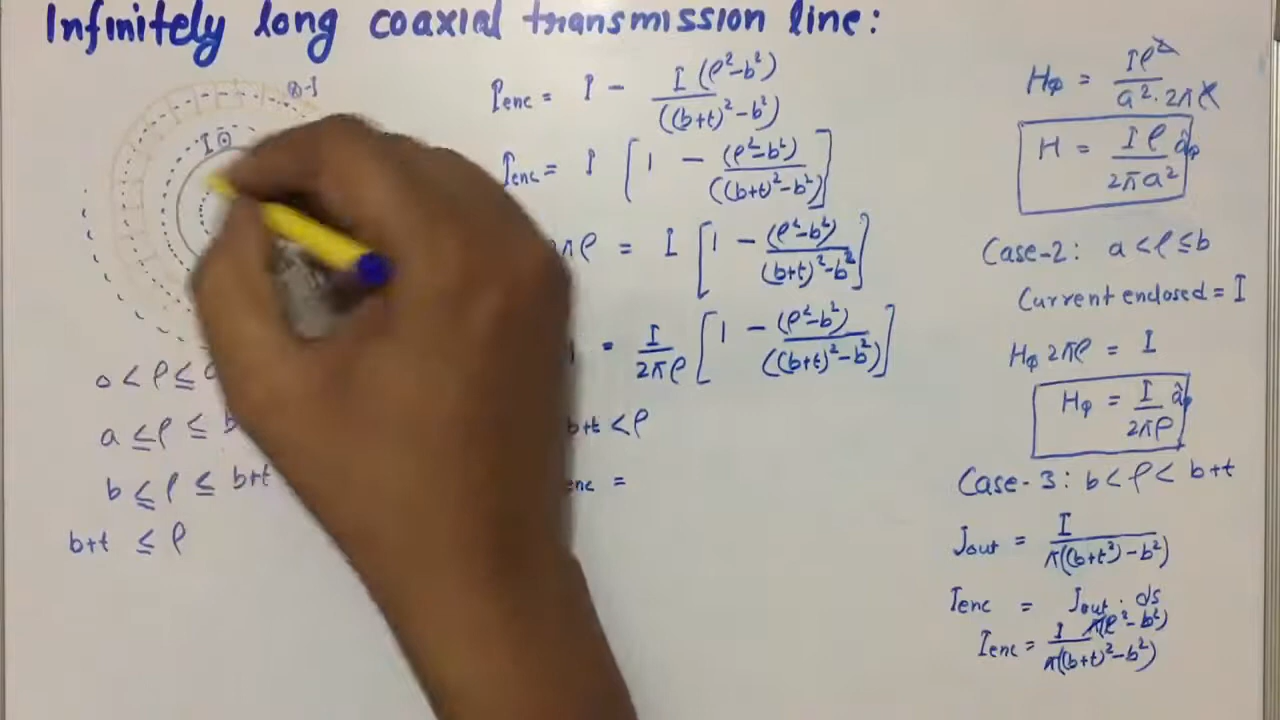 Infinitely long coaxial transmission line:
⊗-I
I⊙
0 < ρ ≤
a ≤ ρ ≤ b
b ≤ ρ ≤ b+t
b+t ≤ ρ
Ienc = I - I (ρ²-b²) / ((b+t)²-b²)
Ienc = I [1 - (ρ²-b²) / ((b+t)²-b²)]
πρ = I [1 - (ρ²-b²) / ((b+t)²-b²)]
= I / 2πρ [1 - (ρ²-b²) / ((b+t)²-b²)]
b+t < ρ
enc =
Hφ = Iρ² / a².2πρ
H = Iρ / 2πa² âφ
Case-2: a < ρ ≤ b
Current enclosed = I
Hφ 2πρ = I
Hφ = I / 2πρ âφ
Case-3: b < ρ < b+t
Jout = I / π((b+t²)-b²)
Ienc = Jout . ds
Ienc = I π(ρ²-b²) / π((b+t)²-b²)